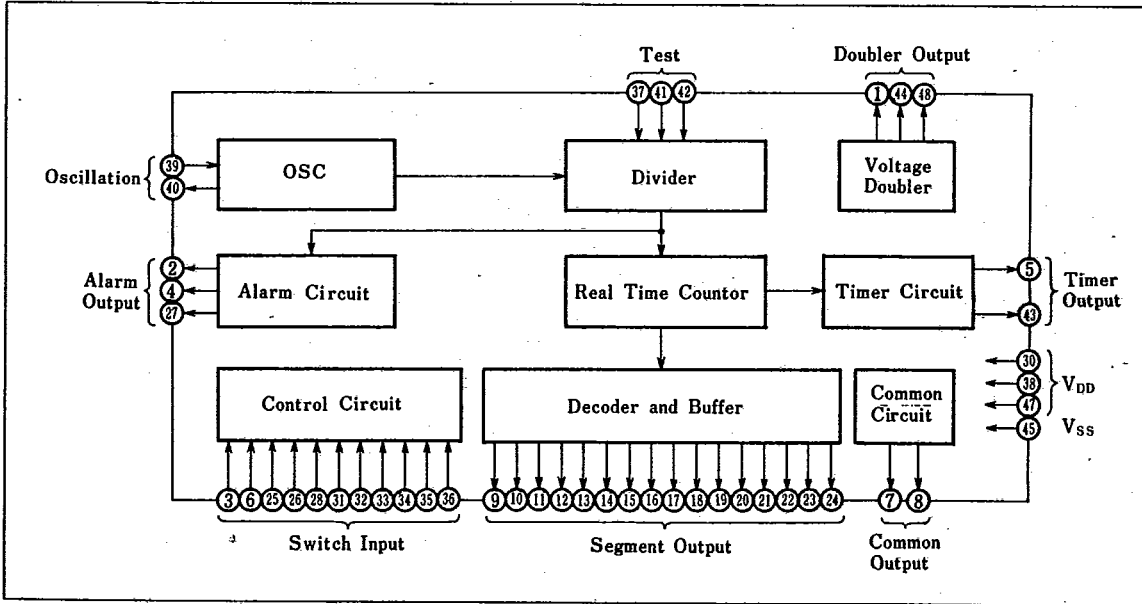 Test
Doubler Output
37 41 42
1 44 48
39
40
Oscillation
OSC
Divider
Voltage
Doubler
2
4
27
Alarm
Output
Alarm Circuit
Real Time Countor
Timer Circuit
5
43
Timer
Output
Control Circuit
Decoder and Buffer
Common
Circuit
30
38
47
VDD
45
VSS
3 6 25 26 28 31 32 33 34 35 36
9 10 11 12 13 14 15 16 17 18 19 20 21 22 23 24
7 8
Switch Input
Segment Output
Common
Output